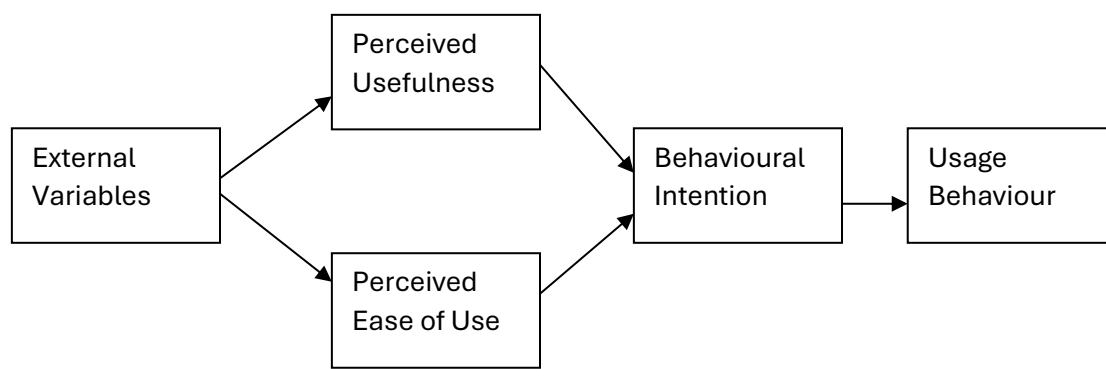 Perceived
Usefulness
External
Variables
Behavioural
Intention
Usage
Behaviour
Perceived
Ease of Use